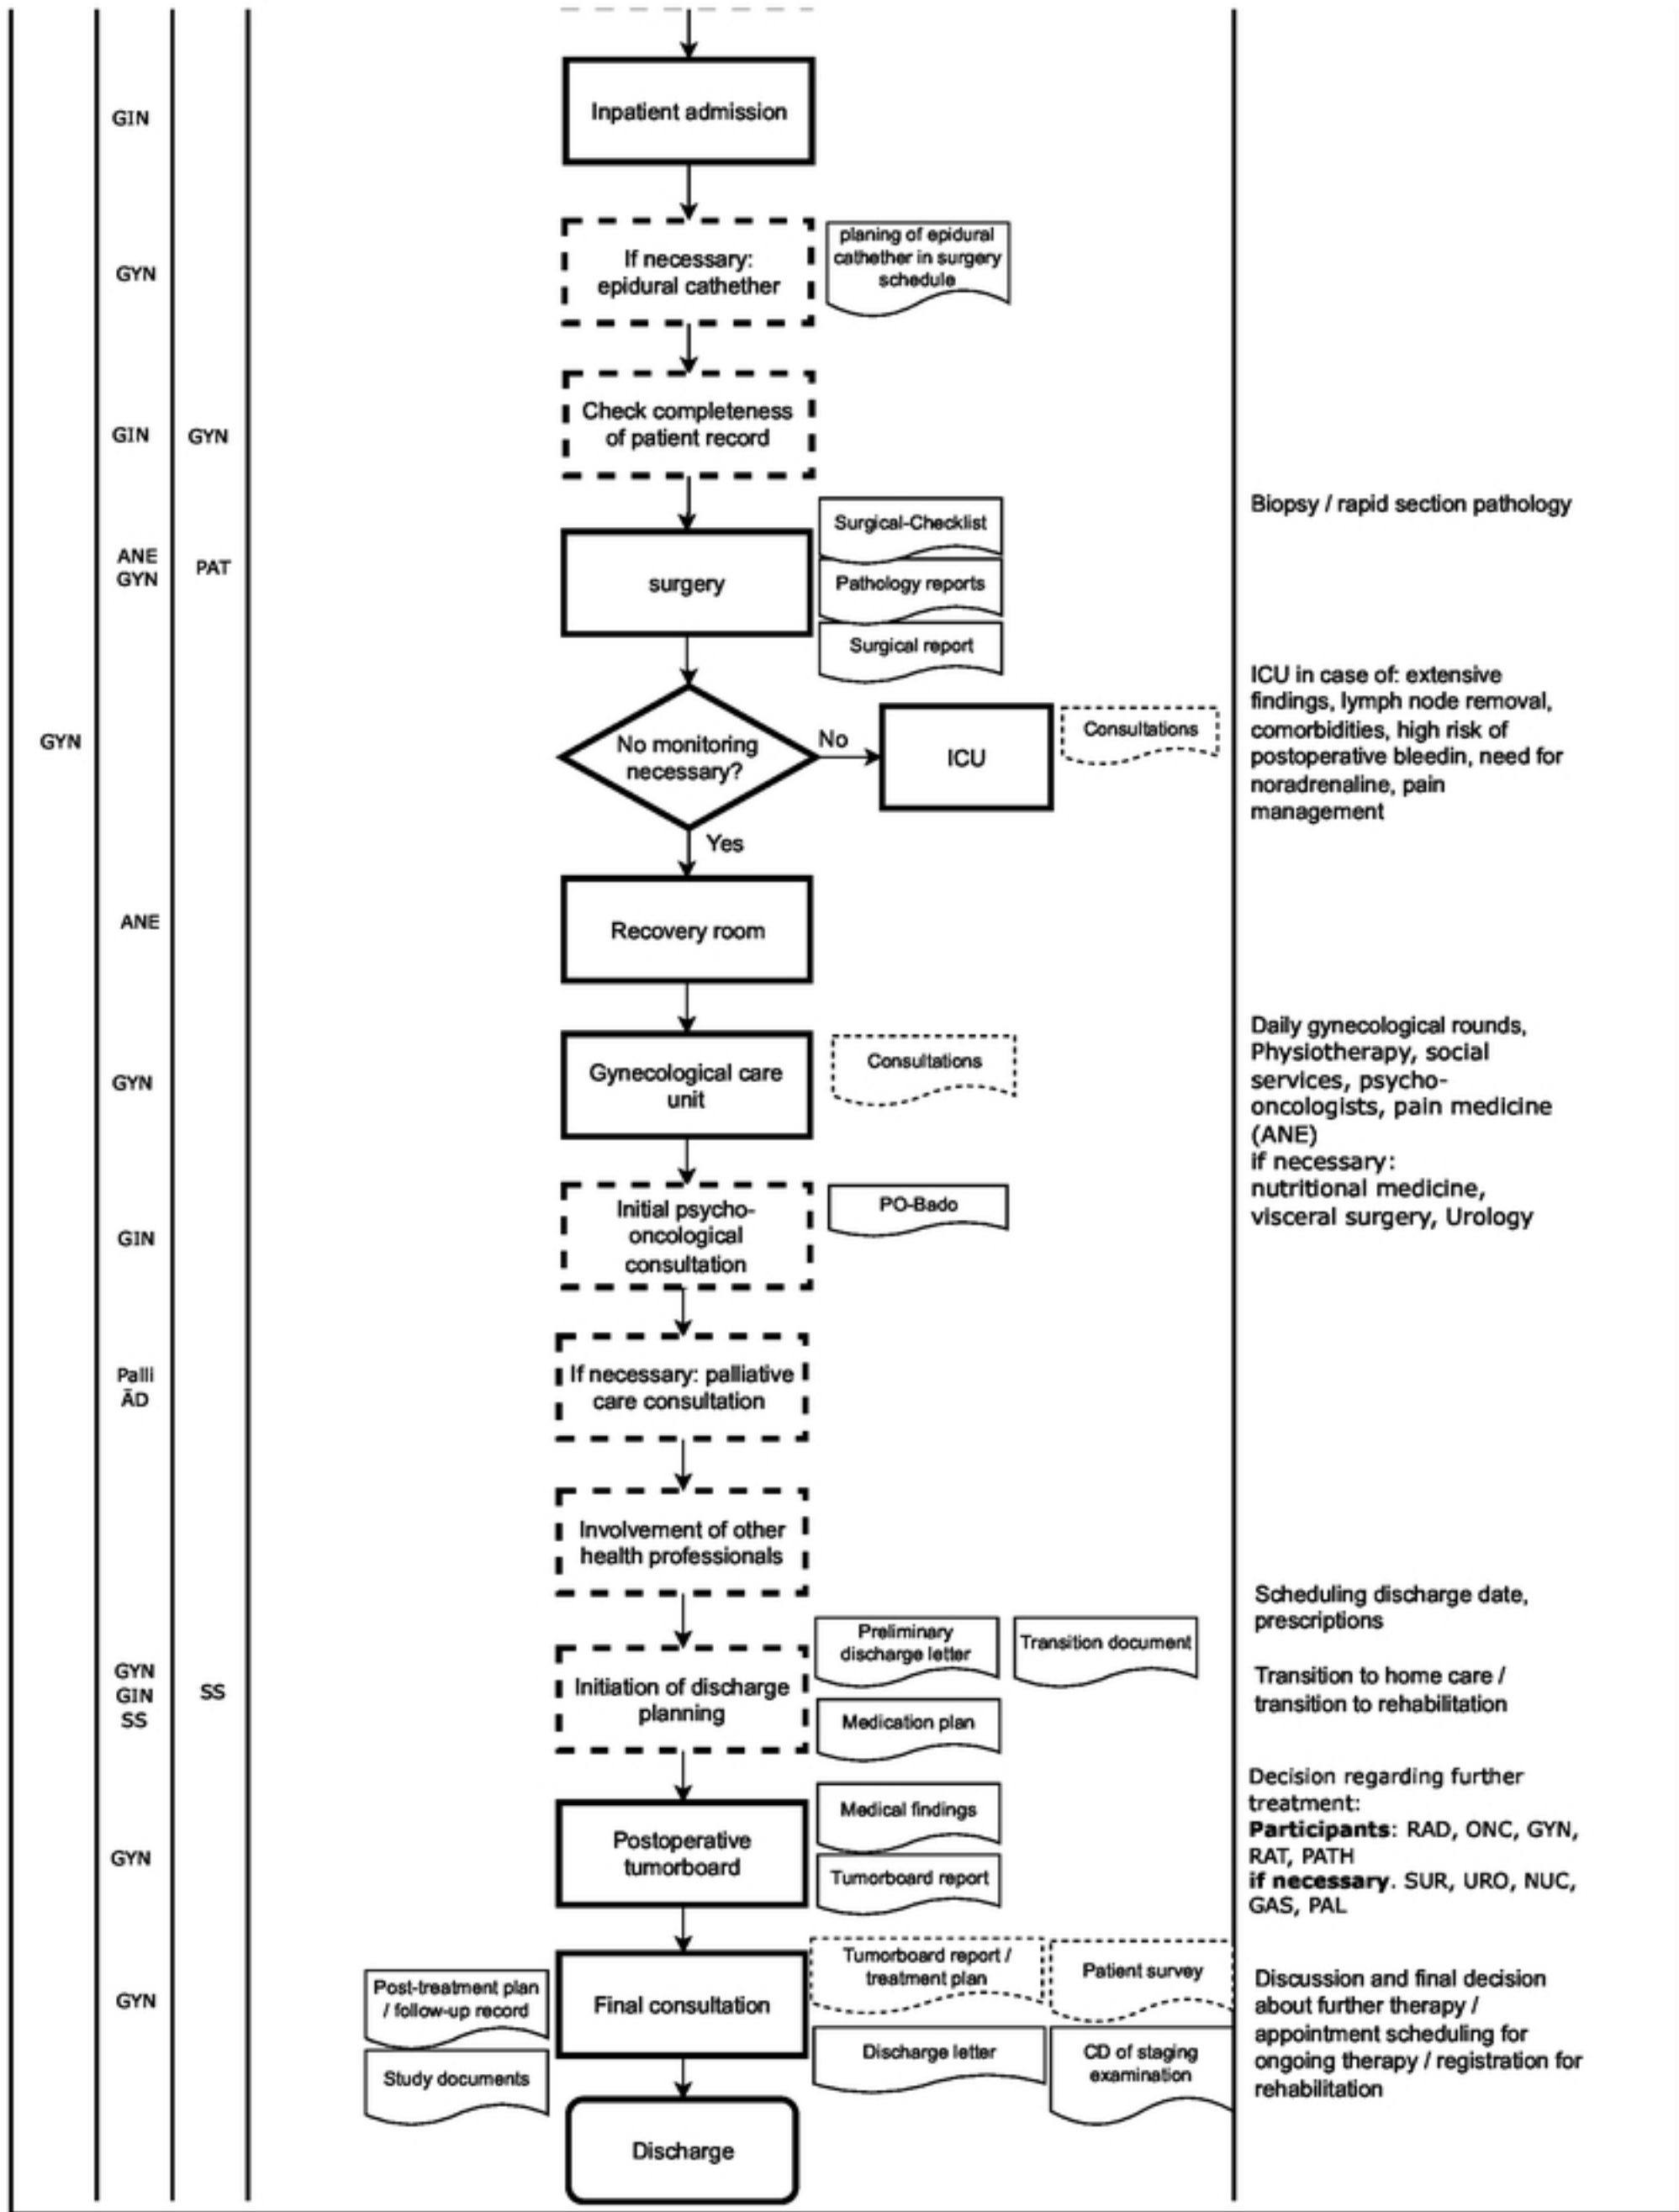 GIN
Inpatient admission
GYN
If necessary:
epidural cathether
planing of epidural
cathether in surgery
schedule
GIN
GYN
Check completeness
of patient record
Biopsy / rapid section pathology
ANE
GYN
PAT
surgery
Surgical-Checklist
Pathology reports
Surgical report
GYN
No monitoring
necessary?
No
ICU
Consultations
ICU in case of: extensive
findings, lymph node removal,
comorbidities, high risk of
postoperative bleedin, need for
noradrenaline, pain
management
Yes
ANE
Recovery room
GYN
Gynecological care
unit
Consultations
Daily gynecological rounds,
Physiotherapy, social
services, psycho-
oncologists, pain medicine
(ANE)
if necessary:
nutritional medicine,
visceral surgery, Urology
GIN
Initial psycho-
oncological
consultation
PO-Bado
Palli
ĀD
If necessary: palliative
care consultation
Involvement of other
health professionals
Scheduling discharge date,
prescriptions
Transition to home care /
transition to rehabilitation
GYN
GIN
SS
SS
Initiation of discharge
planning
Preliminary
discharge letter
Transition document
Medication plan
GYN
Postoperative
tumorboard
Medical findings
Tumorboard report
Decision regarding further
treatment:
Participants: RAD, ONC, GYN,
RAT, PATH
if necessary. SUR, URO, NUC,
GAS, PAL
GYN
Post-treatment plan
/ follow-up record
Study documents
Final consultation
Tumorboard report /
treatment plan
Patient survey
Discharge letter
CD of staging
examination
Discussion and final decision
about further therapy /
appointment scheduling for
ongoing therapy / registration for
rehabilitation
Discharge